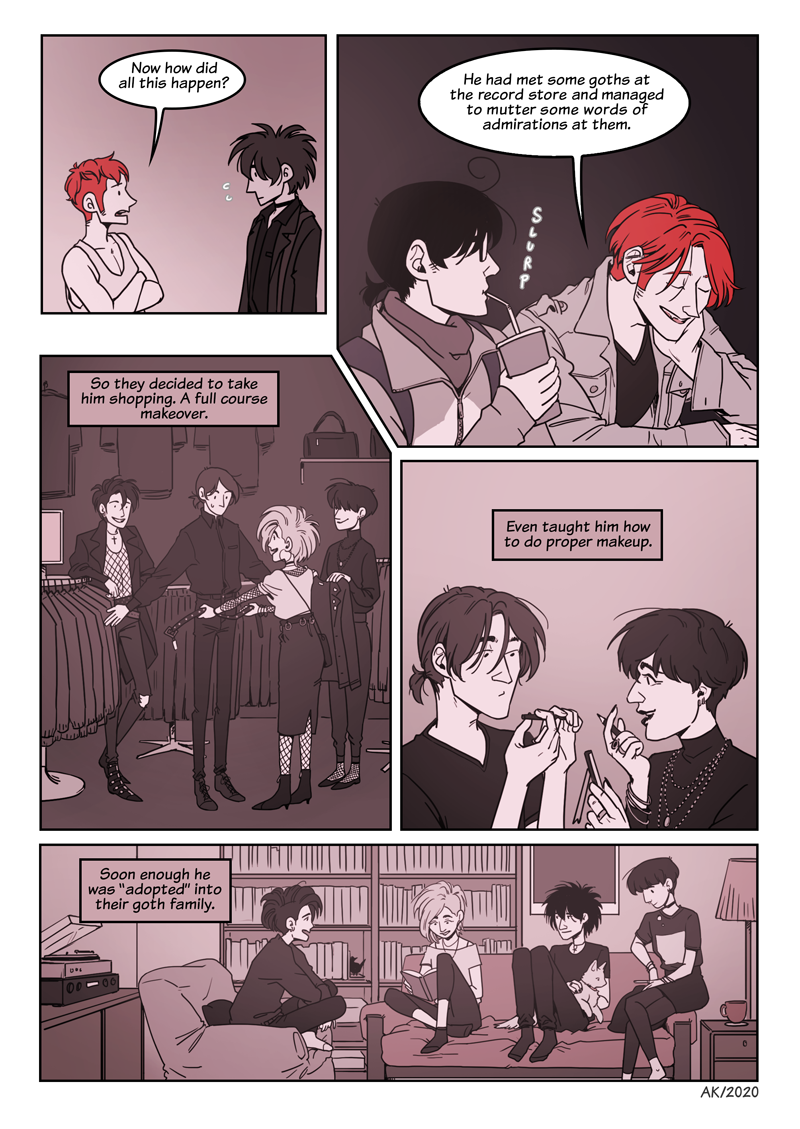 Now how did
all this happen?
He had met some goths at
the record store and managed
to mutter some words of
admirations at them.
SLURP
So they decided to take
him shopping. A full course
makeover.
Even taught him how
to do proper makeup.
Soon enough he
was “adopted” into
their goth family.
AK/2020